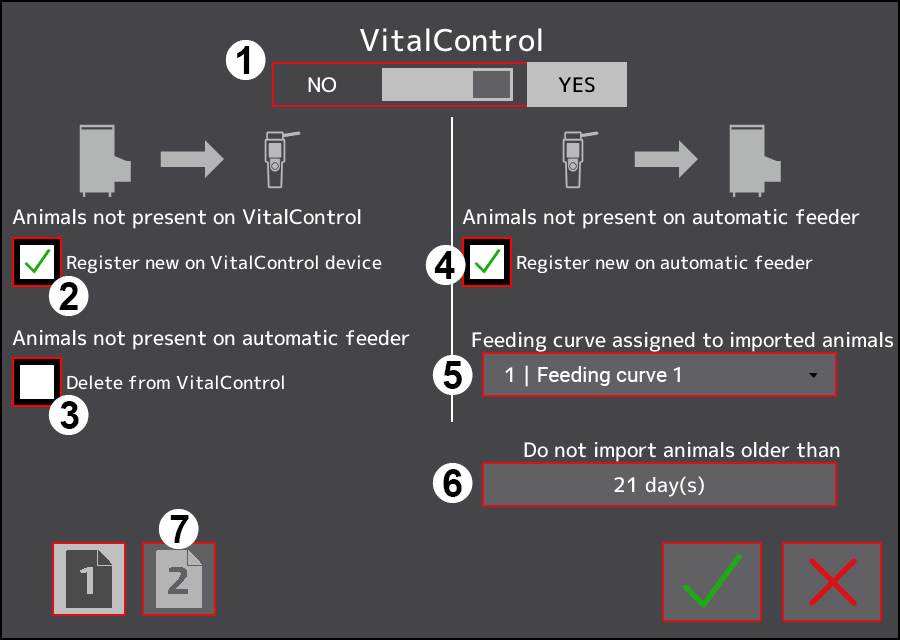 VitalControl
1
NO
YES
Animals not present on VitalControl
Register new on VitalControl device
2
Animals not present on automatic feeder
Delete from VitalControl
3
Animals not present on automatic feeder
4
Register new on automatic feeder
Feeding curve assigned to imported animals
5
1 | Feeding curve 1
Do not import animals older than
6
21 day(s)
7
1
2